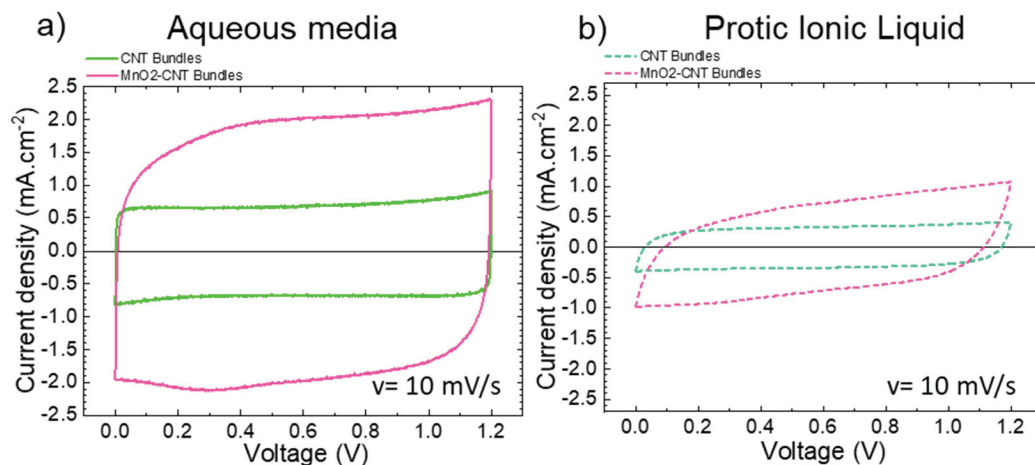 a) Aqueous media
CNT Bundles
MnO2-CNT Bundles
Current density (mA.cm-2)
2.5
2.0
1.5
1.0
0.5
0.0
-0.5
-1.0
-1.5
-2.0
-2.5
v= 10 mV/s
0.0 0.2 0.4 0.6 0.8 1.0 1.2
Voltage (V)
b) Protic Ionic Liquid
CNT Bundles
MnO2-CNT Bundles
Current density (mA.cm-2)
2.5
2.0
1.5
1.0
0.5
0.0
-0.5
-1.0
-1.5
-2.0
-2.5
v= 10 mV/s
0.0 0.2 0.4 0.6 0.8 1.0 1.2
Voltage (V)